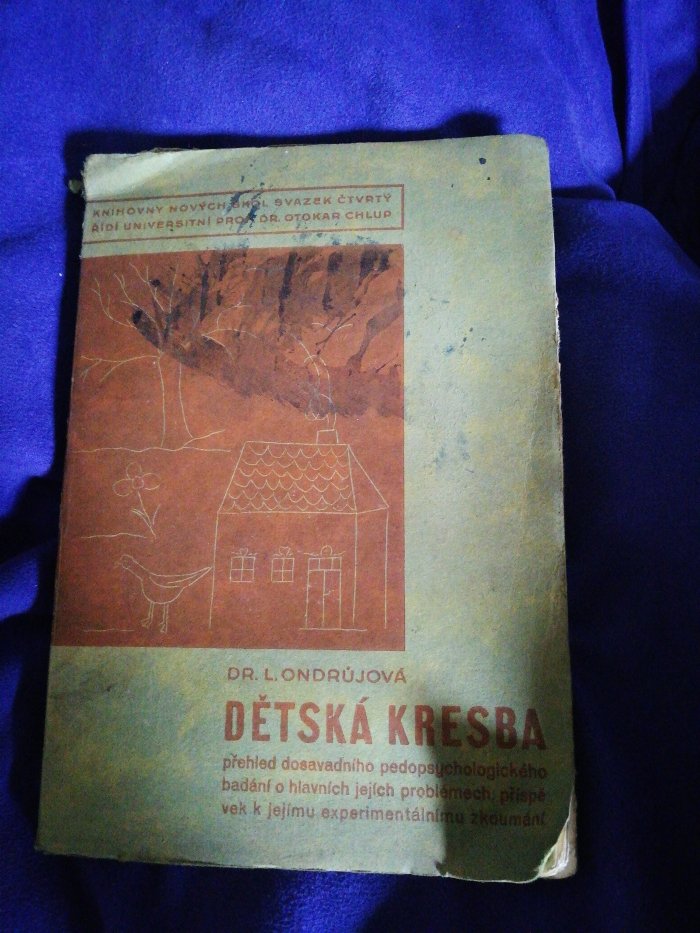 KNIHOVNY NOVÝCH ŠKOL SVAZEK ČTVRTÝ
ŘÍDÍ UNIVERSITNÍ PROF. DR. OTOKAR CHLUP
DR. L. ONDRŮJOVÁ
DĚTSKÁ KRESBA
přehled dosavadního pedopsychologického
badání o hlavních jejích problémech, příspě
vek k jejímu experimentálnímu zkoumání